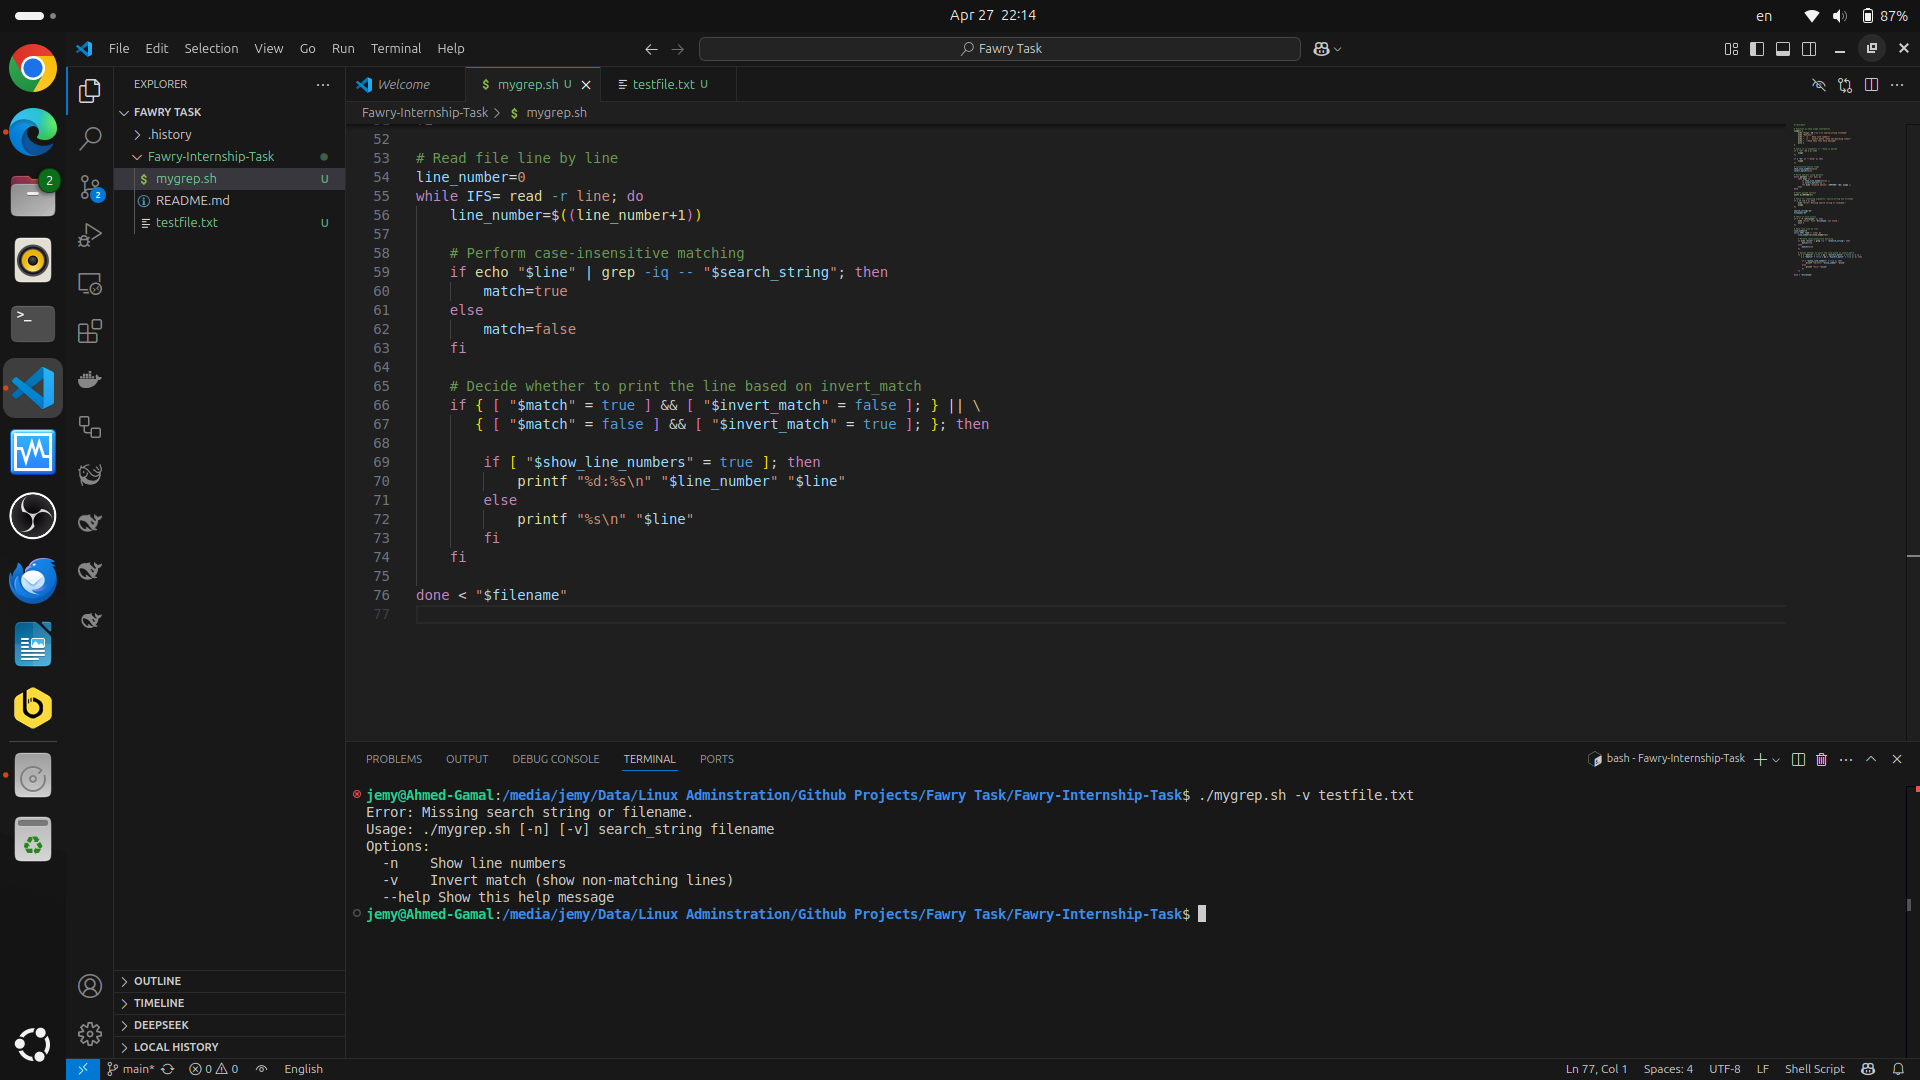 Apr 27 22:14
en
87%
File Edit Selection View Go Run Terminal Help
Fawry Task
EXPLORER
Welcome
mygrep.sh U
testfile.txt U
Fawry-Internship-Task > mygrep.sh
FAWRY TASK
.history
Fawry-Internship-Task
mygrep.sh U
README.md
testfile.txt U
2
2
52
53 # Read file line by line
54 line_number=0
55 while IFS= read -r line; do
56 line_number=$((line_number+1))
57
58 # Perform case-insensitive matching
59 if echo "$line" | grep -iq -- "$search_string"; then
60 match=true
61 else
62 match=false
63 fi
64
65 # Decide whether to print the line based on invert_match
66 if { [ "$match" = true ] && [ "$invert_match" = false ]; } || \
67 { [ "$match" = false ] && [ "$invert_match" = true ]; }; then
68
69 if [ "$show_line_numbers" = true ]; then
70 printf "%d:%s\n" "$line_number" "$line"
71 else
72 printf "%s\n" "$line"
73 fi
74 fi
75
76 done < "$filename"
77
PROBLEMS OUTPUT DEBUG CONSOLE TERMINAL PORTS
bash - Fawry-Internship-Task
jemy@Ahmed-Gamal:/media/jemy/Data/Linux Adminstration/Github Projects/Fawry Task/Fawry-Internship-Task$ ./mygrep.sh -v testfile.txt
Error: Missing search string or filename.
Usage: ./mygrep.sh [-n] [-v] search_string filename
Options:
-n Show line numbers
-v Invert match (show non-matching lines)
--help Show this help message
jemy@Ahmed-Gamal:/media/jemy/Data/Linux Adminstration/Github Projects/Fawry Task/Fawry-Internship-Task$
OUTLINE
TIMELINE
DEEPSEEK
LOCAL HISTORY
main* 0 0 English
Ln 77, Col 1 Spaces: 4 UTF-8 LF Shell Script